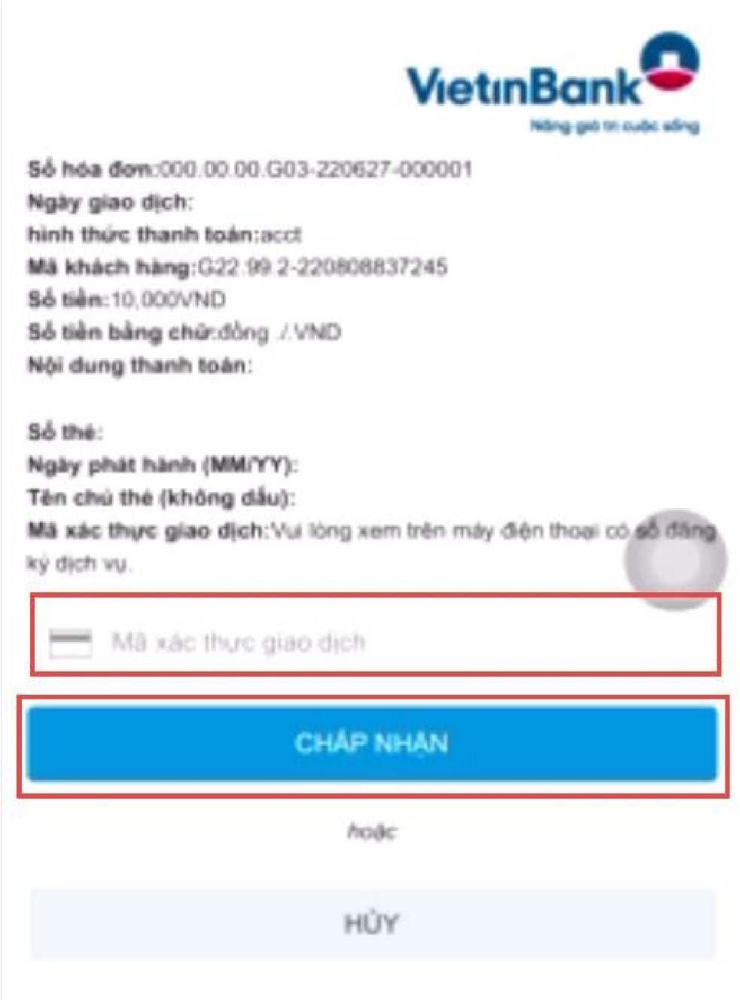 VietinBank
Nâng giá trị cuộc sống
Số hóa đơn:000.00.00.G03-220627-000001
Ngày giao dịch:
hình thức thanh toán:acct
Mã khách hàng:G22.99.2-220808837245
Số tiền:10,000VND
Số tiền bằng chữ:đồng ./.VND
Nội dung thanh toán:
Số thẻ:
Ngày phát hành (MM/YY):
Tên chủ thẻ (không dấu):
Mã xác thực giao dịch:Vui lòng xem trên máy điện thoại có số đăng
ký dịch vụ.
Mã xác thực giao dịch
CHẤP NHẬN
hoặc
HỦY